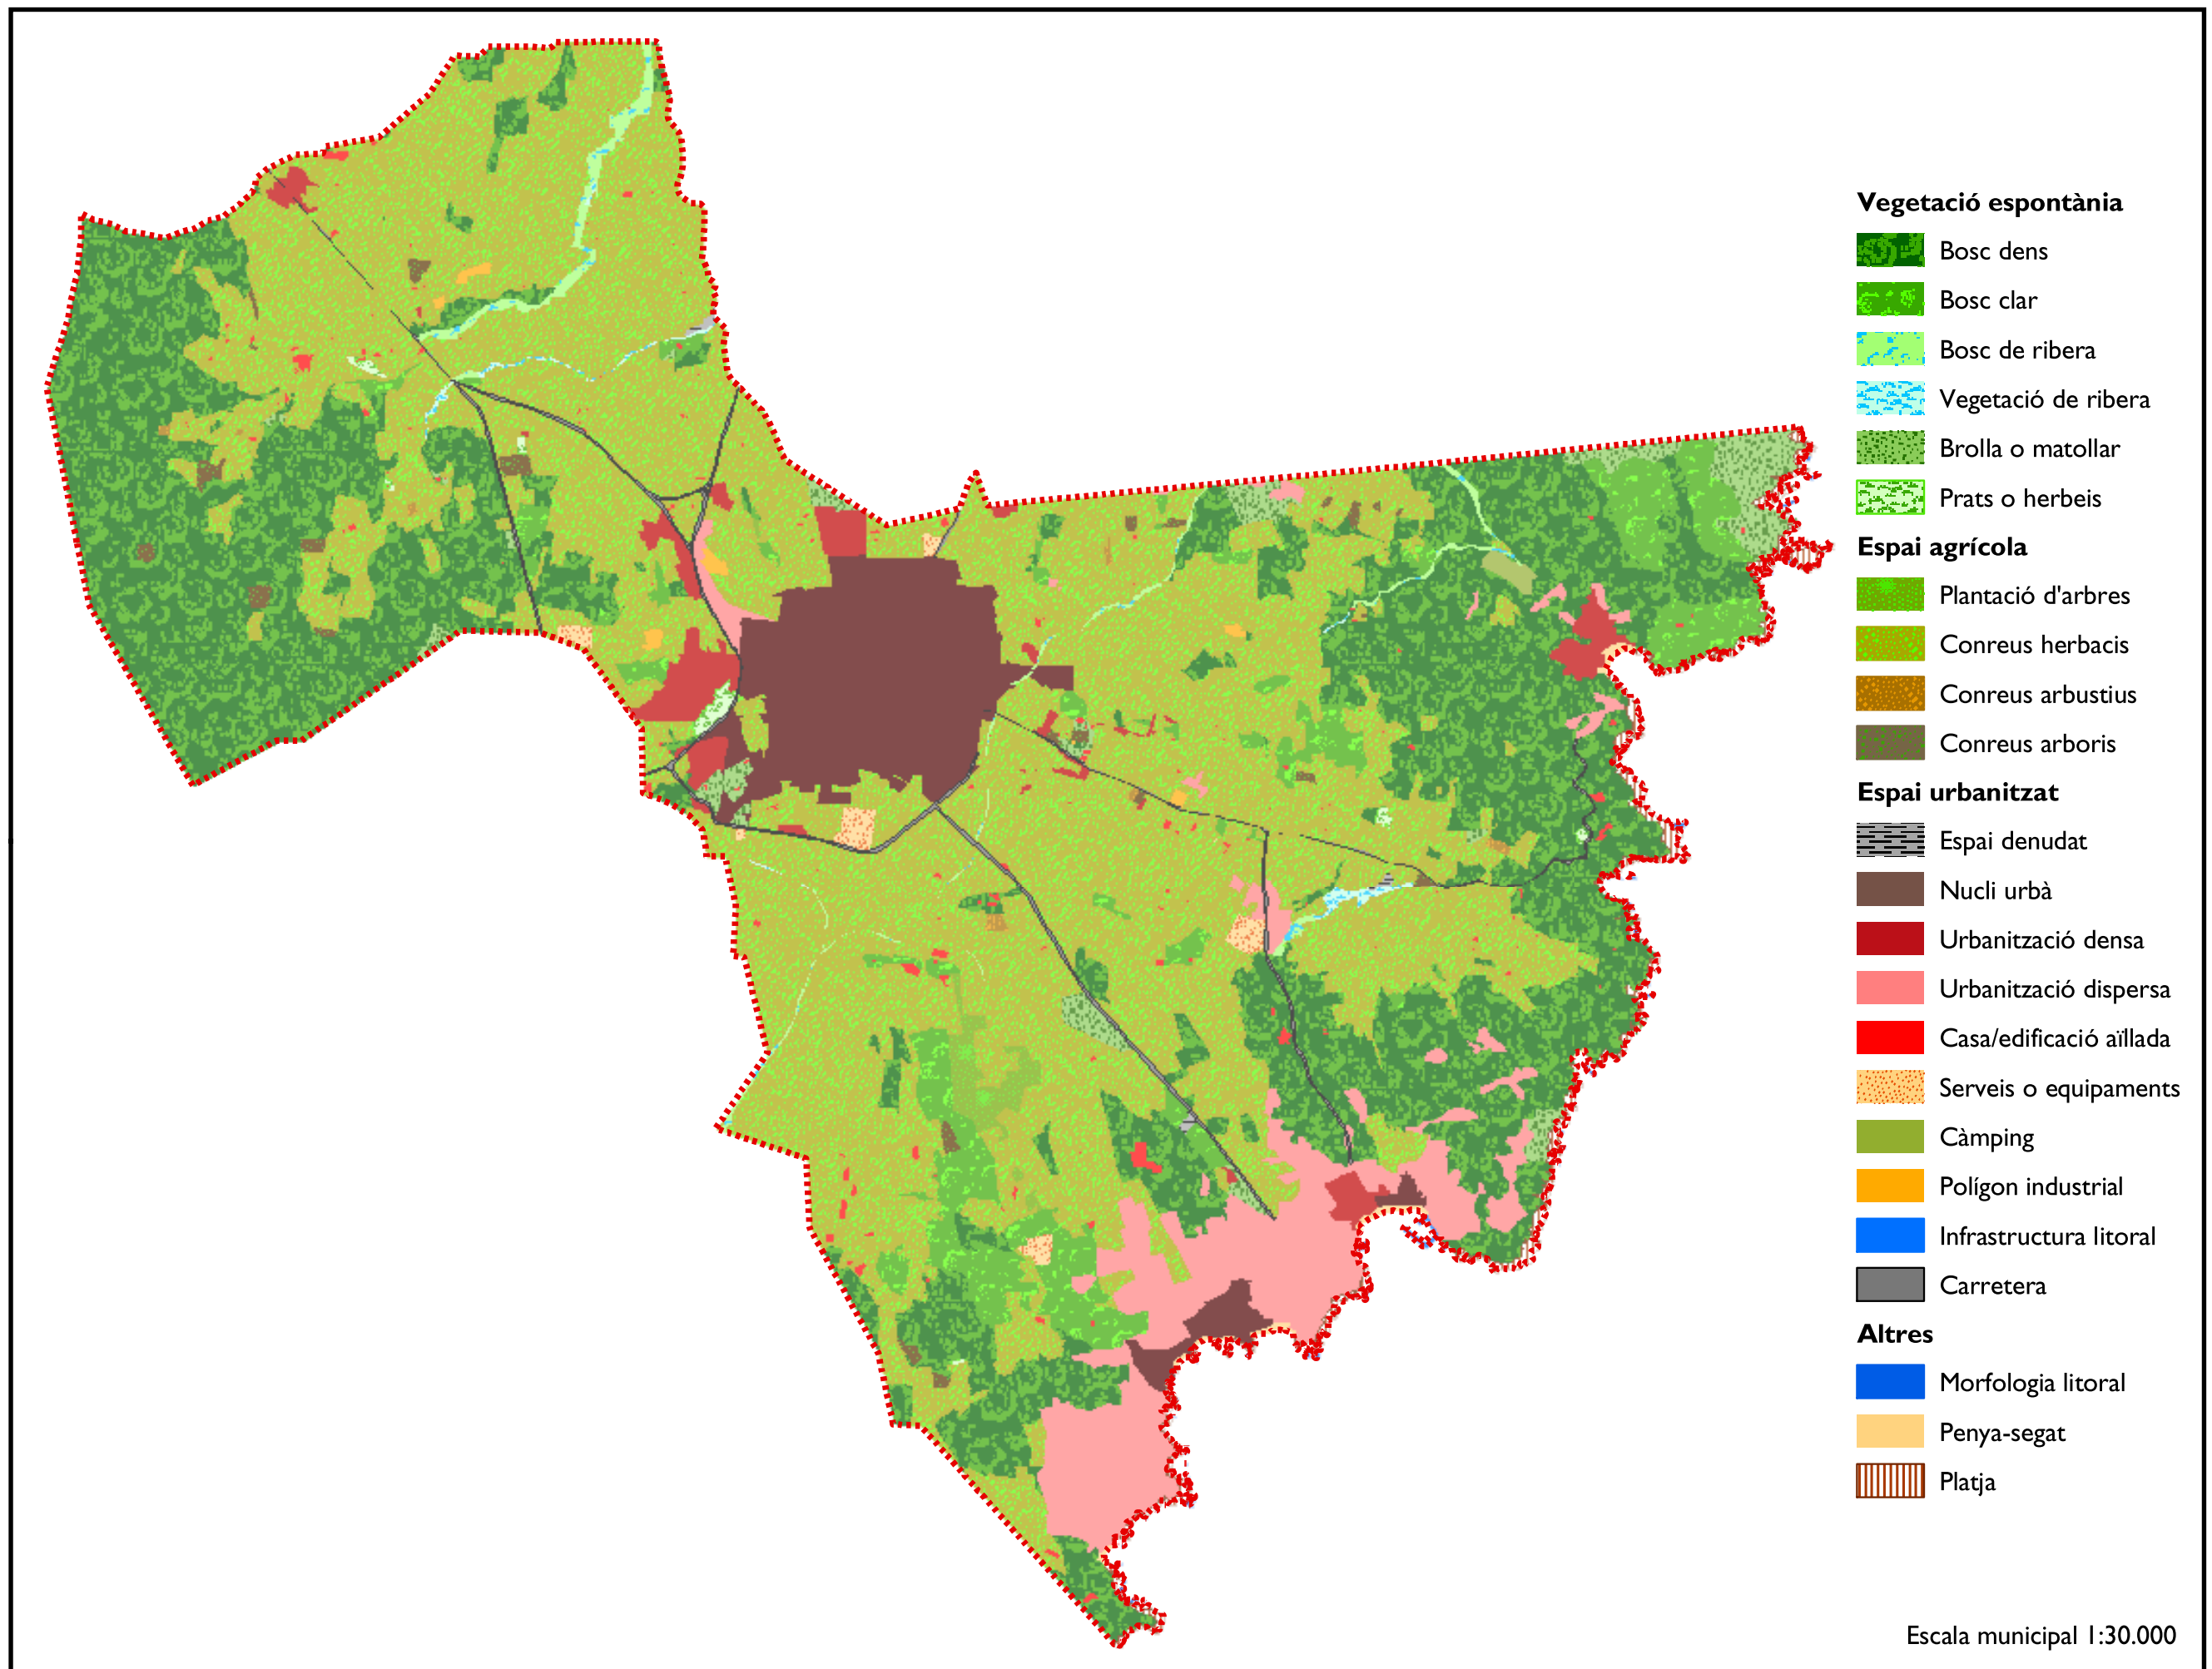 Vegetació espontània
Bosc dens
Bosc clar
Bosc de ribera
Vegetació de ribera
Brolla o matollar
Prats o herbeis
Espai agrícola
Plantació d'arbres
Conreus herbacis
Conreus arbustius
Conreus arboris
Espai urbanitzat
Espai denudat
Nucli urbà
Urbanització densa
Urbanització dispersa
Casa/edificació aïllada
Serveis o equipaments
Càmping
Polígon industrial
Infrastructura litoral
Carretera
Altres
Morfologia litoral
Penya-segat
Platja
Escala municipal 1:30.000